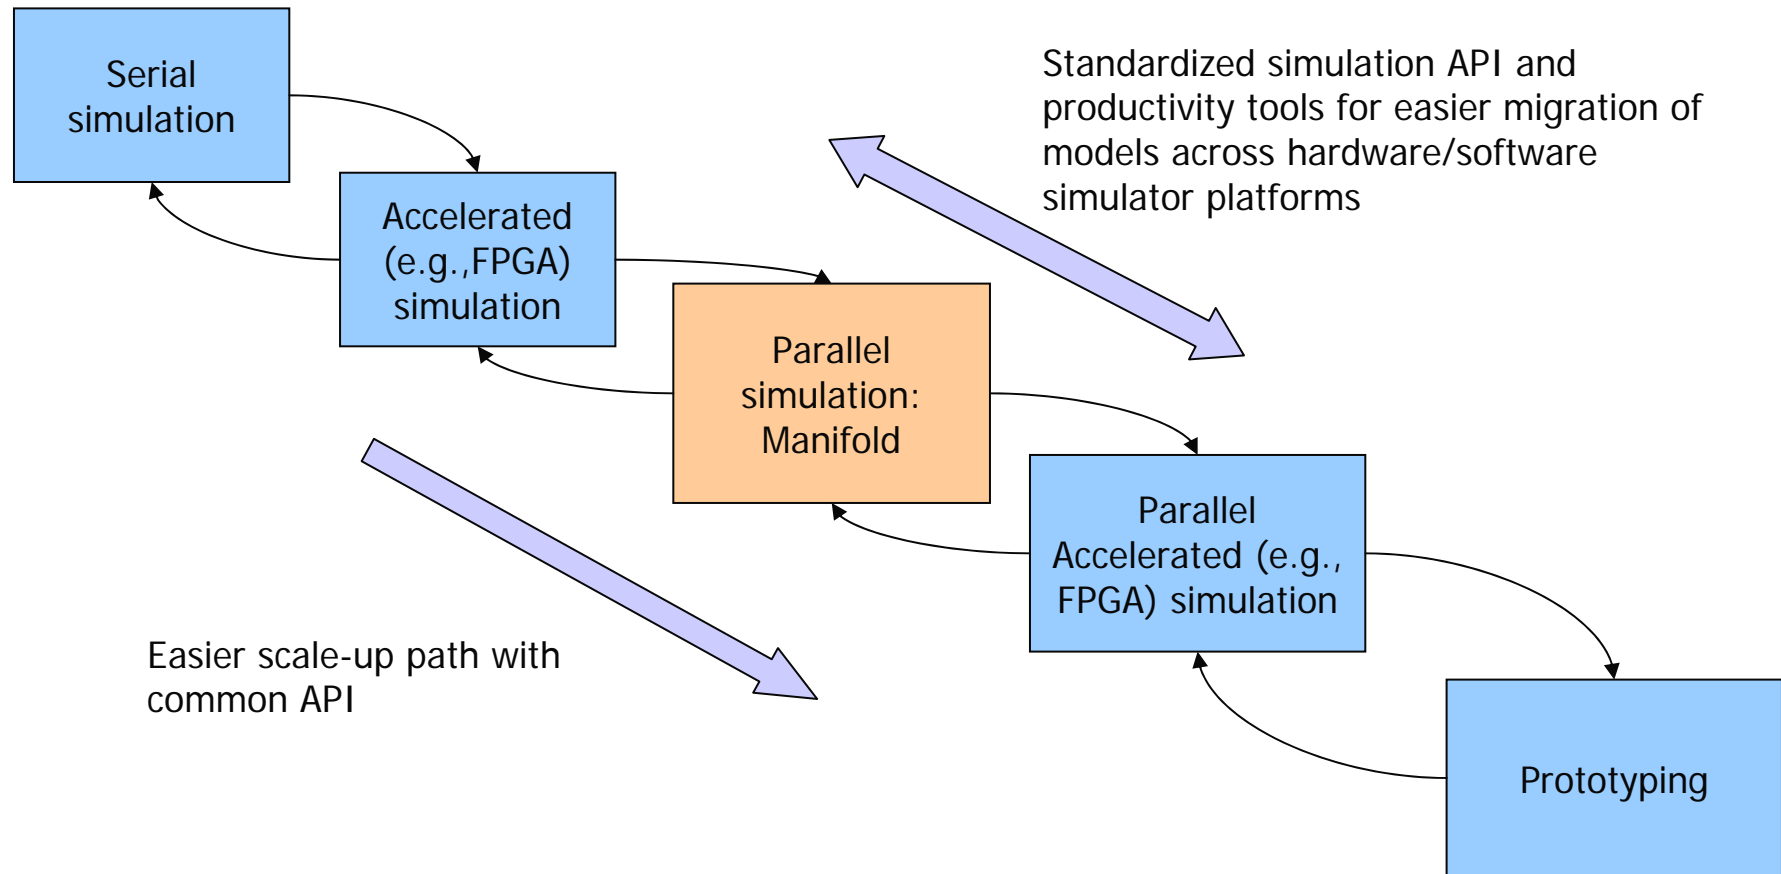 Serial
simulation
Standardized simulation API and
productivity tools for easier migration of
models across hardware/software
simulator platforms
Accelerated
(e.g.,FPGA)
simulation
Parallel
simulation:
Manifold
Parallel
Accelerated (e.g.,
FPGA) simulation
Easier scale-up path with
common API
Prototyping